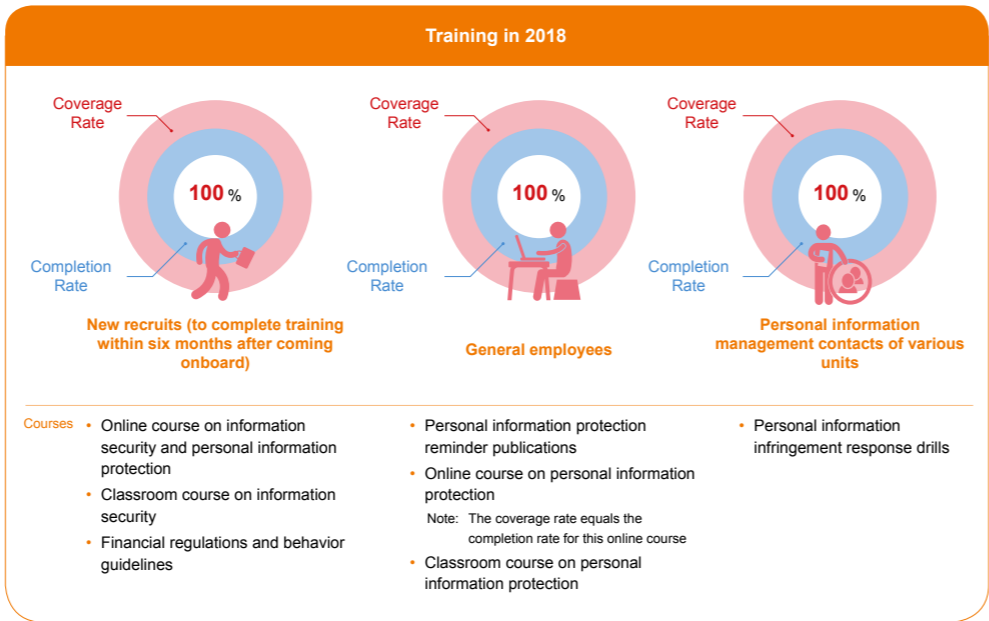 Training in 2018
Coverage
Rate
100 %
Completion
Rate
New recruits (to complete training
within six months after coming
onboard)
Coverage
Rate
100 %
Completion
Rate
General employees
Coverage
Rate
100 %
Completion
Rate
Personal information
management contacts of various
units
Courses
• Online course on information
security and personal information
protection
• Classroom course on information
security
• Financial regulations and behavior
guidelines
• Personal information protection
reminder publications
• Online course on personal information
protection
Note: The coverage rate equals the
completion rate for this online course
• Classroom course on personal
information protection
• Personal information
infringement response drills